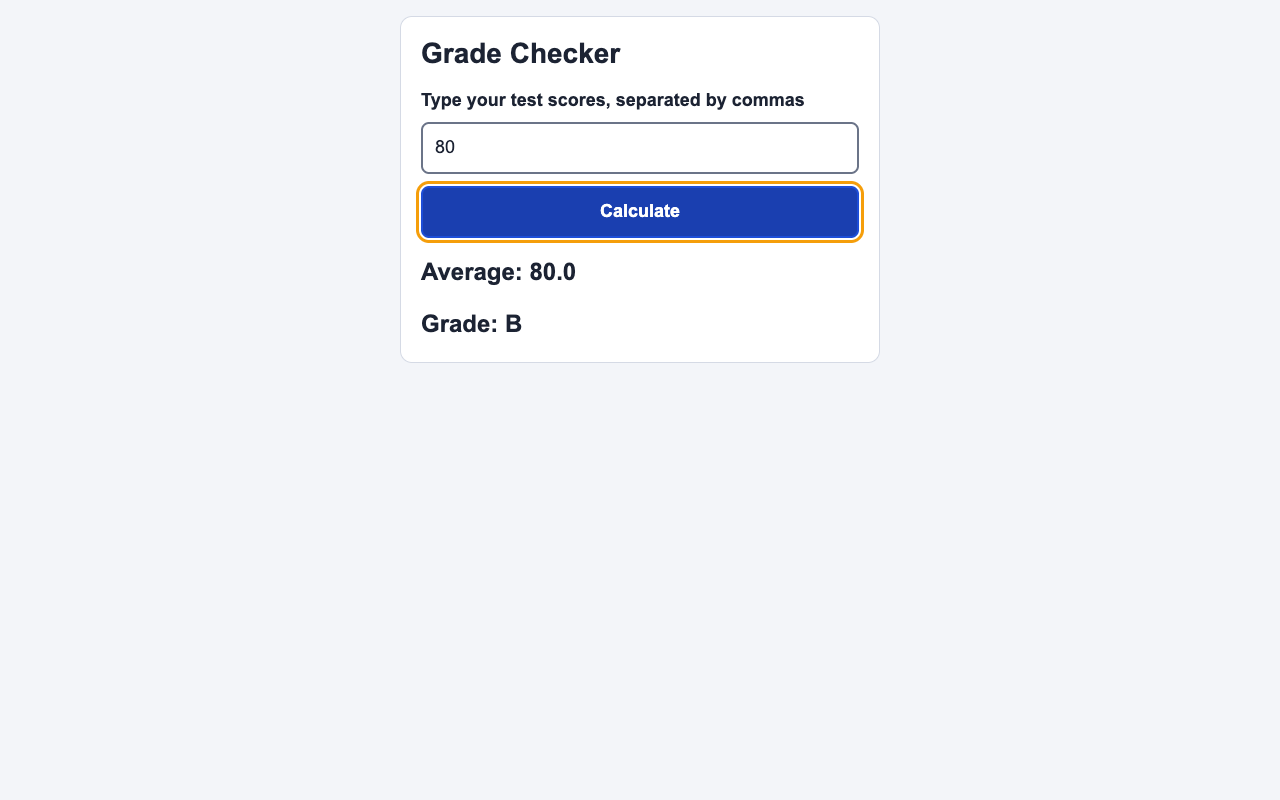 Grade Checker
Type your test scores, separated by commas
80
Calculate
Average: 80.0
Grade: B